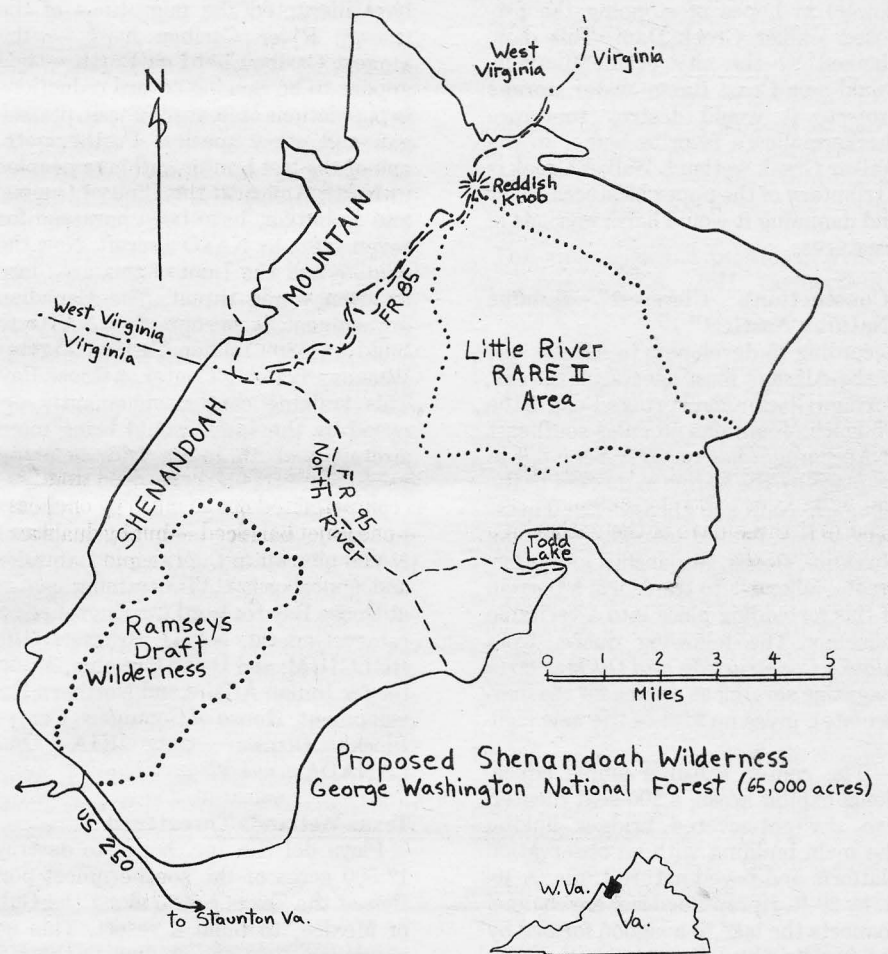 West
Virginia
Virginia
N
Reddish
Knob
MOUNTAIN
FR 85
West Virginia
Virginia
Little River
RARE II
Area
SHENANDOAH
FR 95
North River
Todd
Lake
Ramseys
Draft
Wilderness
0 1 2 3 4 5
Miles
Proposed Shenandoah Wilderness
George Washington National Forest (65,000 acres)
US 250
to Staunton Va.
W.Va.
Va.